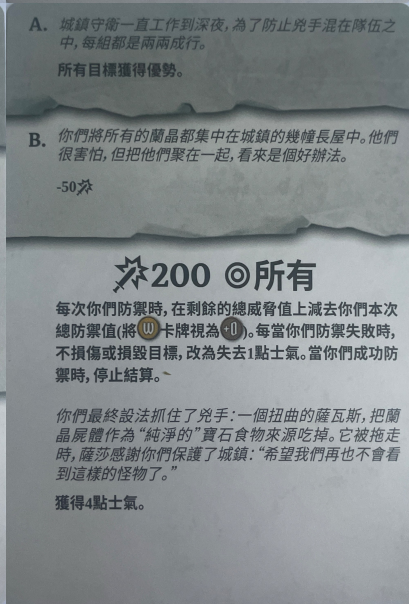 A. 城鎮守衛一直工作到深夜,為了防止兇手混在隊伍之
中,每組都是兩兩成行。
所有目標獲得優勢。
B. 你們將所有的蘭晶都集中在城鎮的幾幢長屋中。他們
很害怕,但把他們聚在一起,看來是個好辦法。
-50
200 ◎所有
每次你們防禦時,在剩餘的總威脅值上減去你們本次
總防禦值(將W卡牌視為+0)。每當你們防禦失敗時,
不損傷或損毀目標,改為失去1點士氣。當你們成功防
禦時,停止結算。
你們最終設法抓住了兇手:一個扭曲的薩瓦斯,把蘭
晶屍體作為“純淨的”寶石食物來源吃掉。它被拖走
時,薩莎感謝你們保護了城鎮:“希望我們再也不會看
到這樣的怪物了。”
獲得4點士氣。